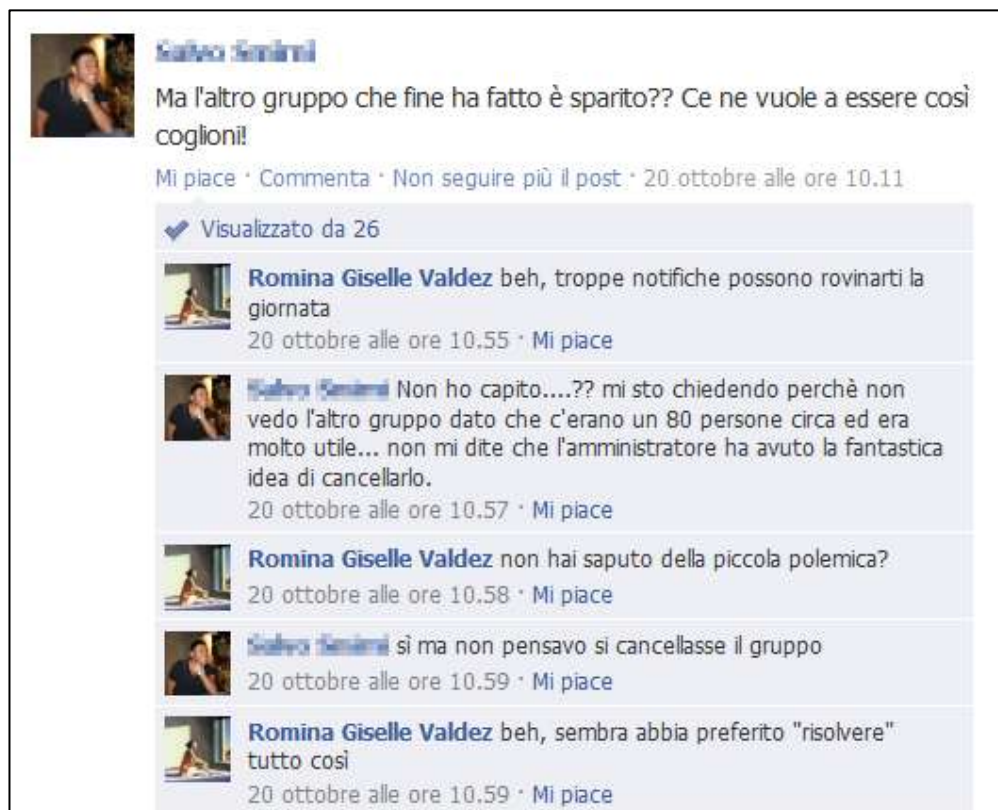 Ma l'altro gruppo che fine ha fatto è sparito?? Ce ne vuole a essere così
coglioni!
Mi piace · Commenta · Non seguire più il post · 20 ottobre alle ore 10.11
Visualizzato da 26
Romina Giselle Valdez beh, troppe notifiche possono rovinarti la
giornata
20 ottobre alle ore 10.55 · Mi piace
Non ho capito....?? mi sto chiedendo perchè non
vedo l'altro gruppo dato che c'erano un 80 persone circa ed era
molto utile... non mi dite che l'amministratore ha avuto la fantastica
idea di cancellarlo.
20 ottobre alle ore 10.57 · Mi piace
Romina Giselle Valdez non hai saputo della piccola polemica?
20 ottobre alle ore 10.58 · Mi piace
sì ma non pensavo si cancellasse il gruppo
20 ottobre alle ore 10.59 · Mi piace
Romina Giselle Valdez beh, sembra abbia preferito "risolvere"
tutto così
20 ottobre alle ore 10.59 · Mi piace